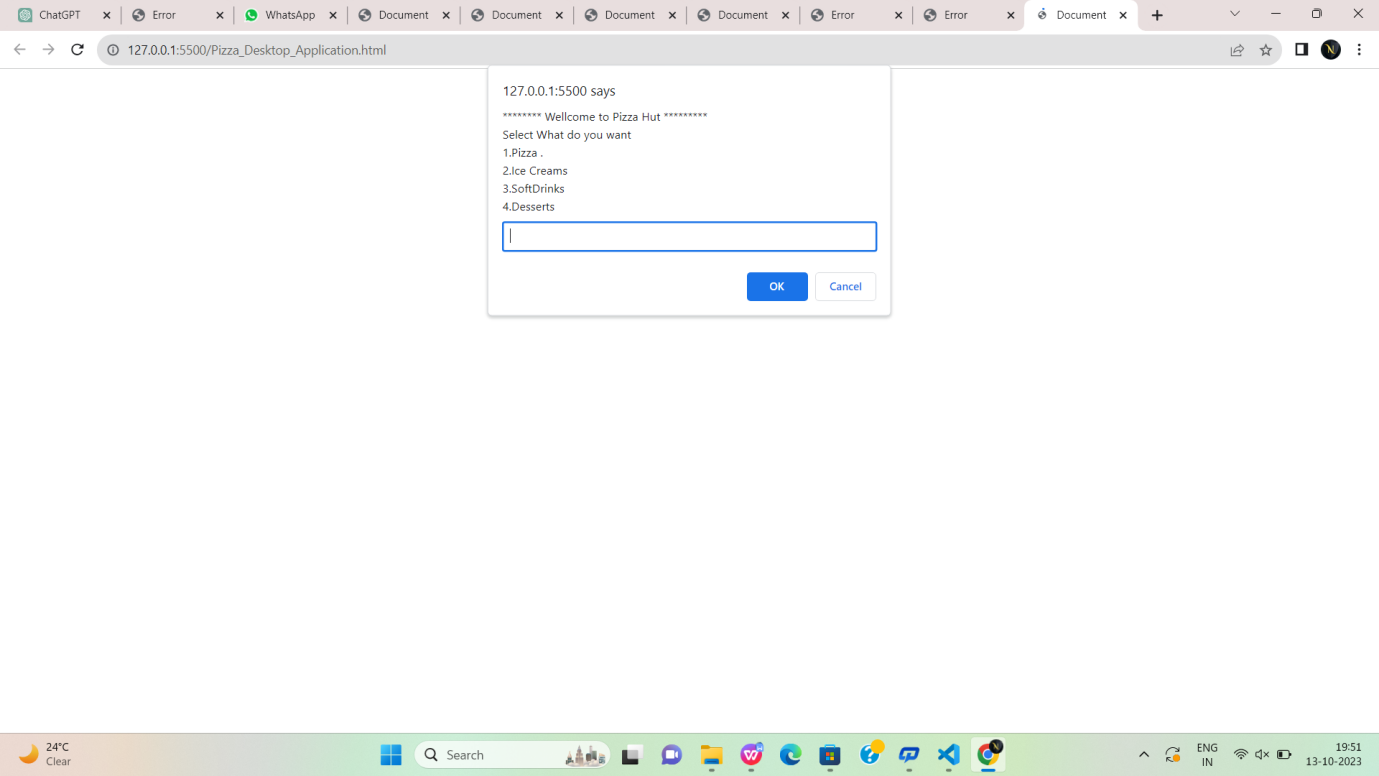 ChatGPT
Error
WhatsApp
Document
Document
Document
Document
Error
Error
Document
127.0.0.1:5500/Pizza_Desktop_Application.html
127.0.0.1:5500 says
******** Wellcome to Pizza Hut *********
Select What do you want
1.Pizza .
2.Ice Creams
3.SoftDrinks
4.Desserts
OK
Cancel
24°C
Clear
Search
ENG
IN
19:51
13-10-2023